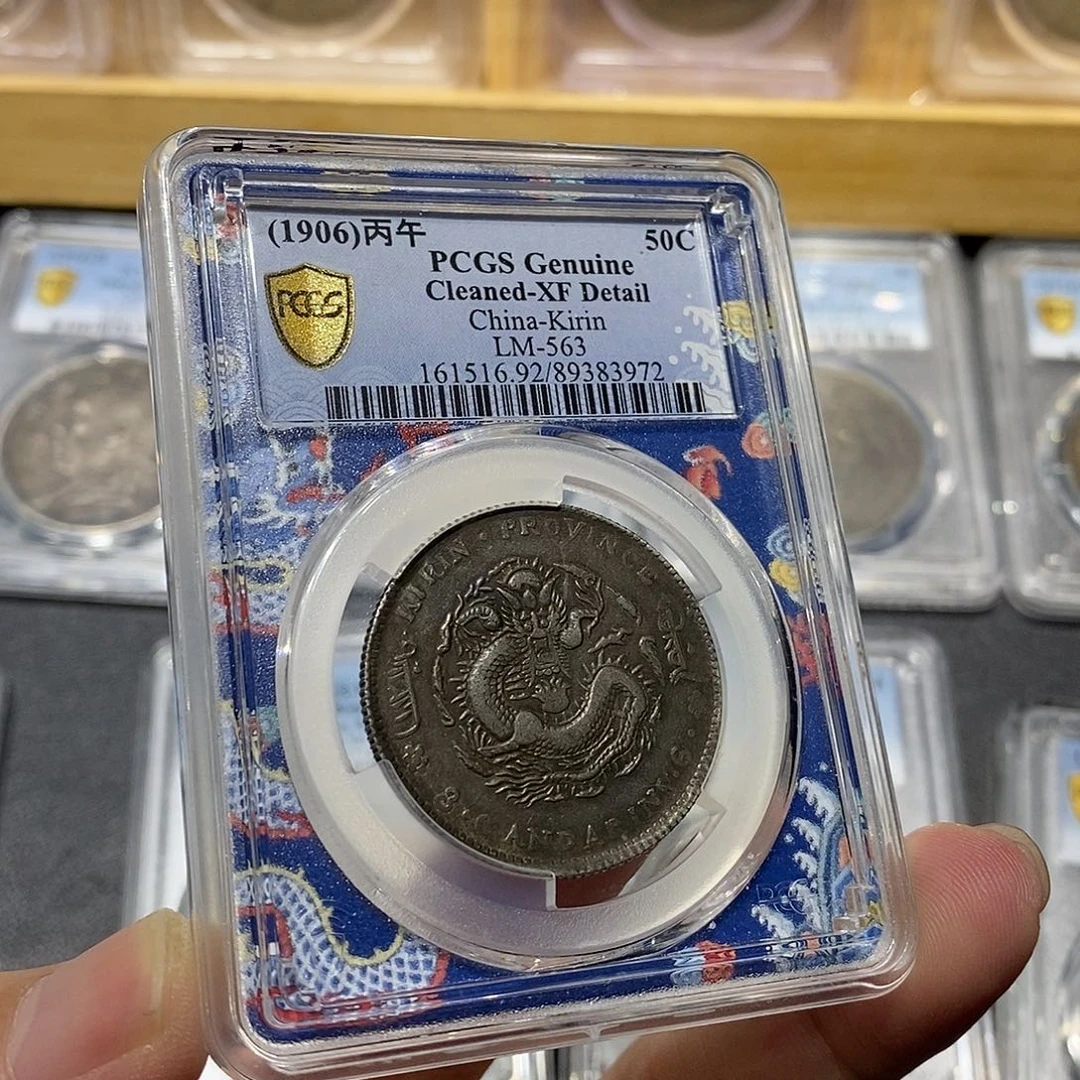 (1906)丙午
50C
PCGS Genuine
Cleaned-XF Detail
China-Kirin
LM-563
161516.92/89383972
PCGS
KIRIN · PROVINCE
CANDARINS